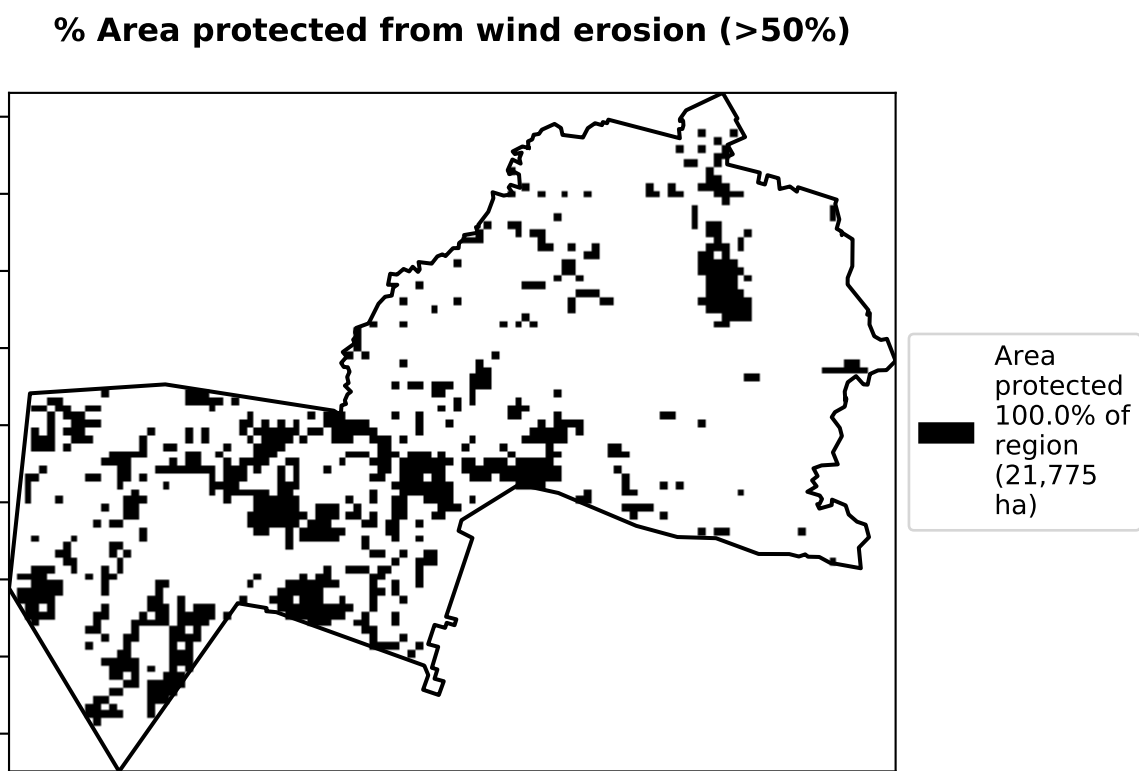 % Area protected from wind erosion (>50%)
Area
protected
100.0% of
region
(21,775
ha)